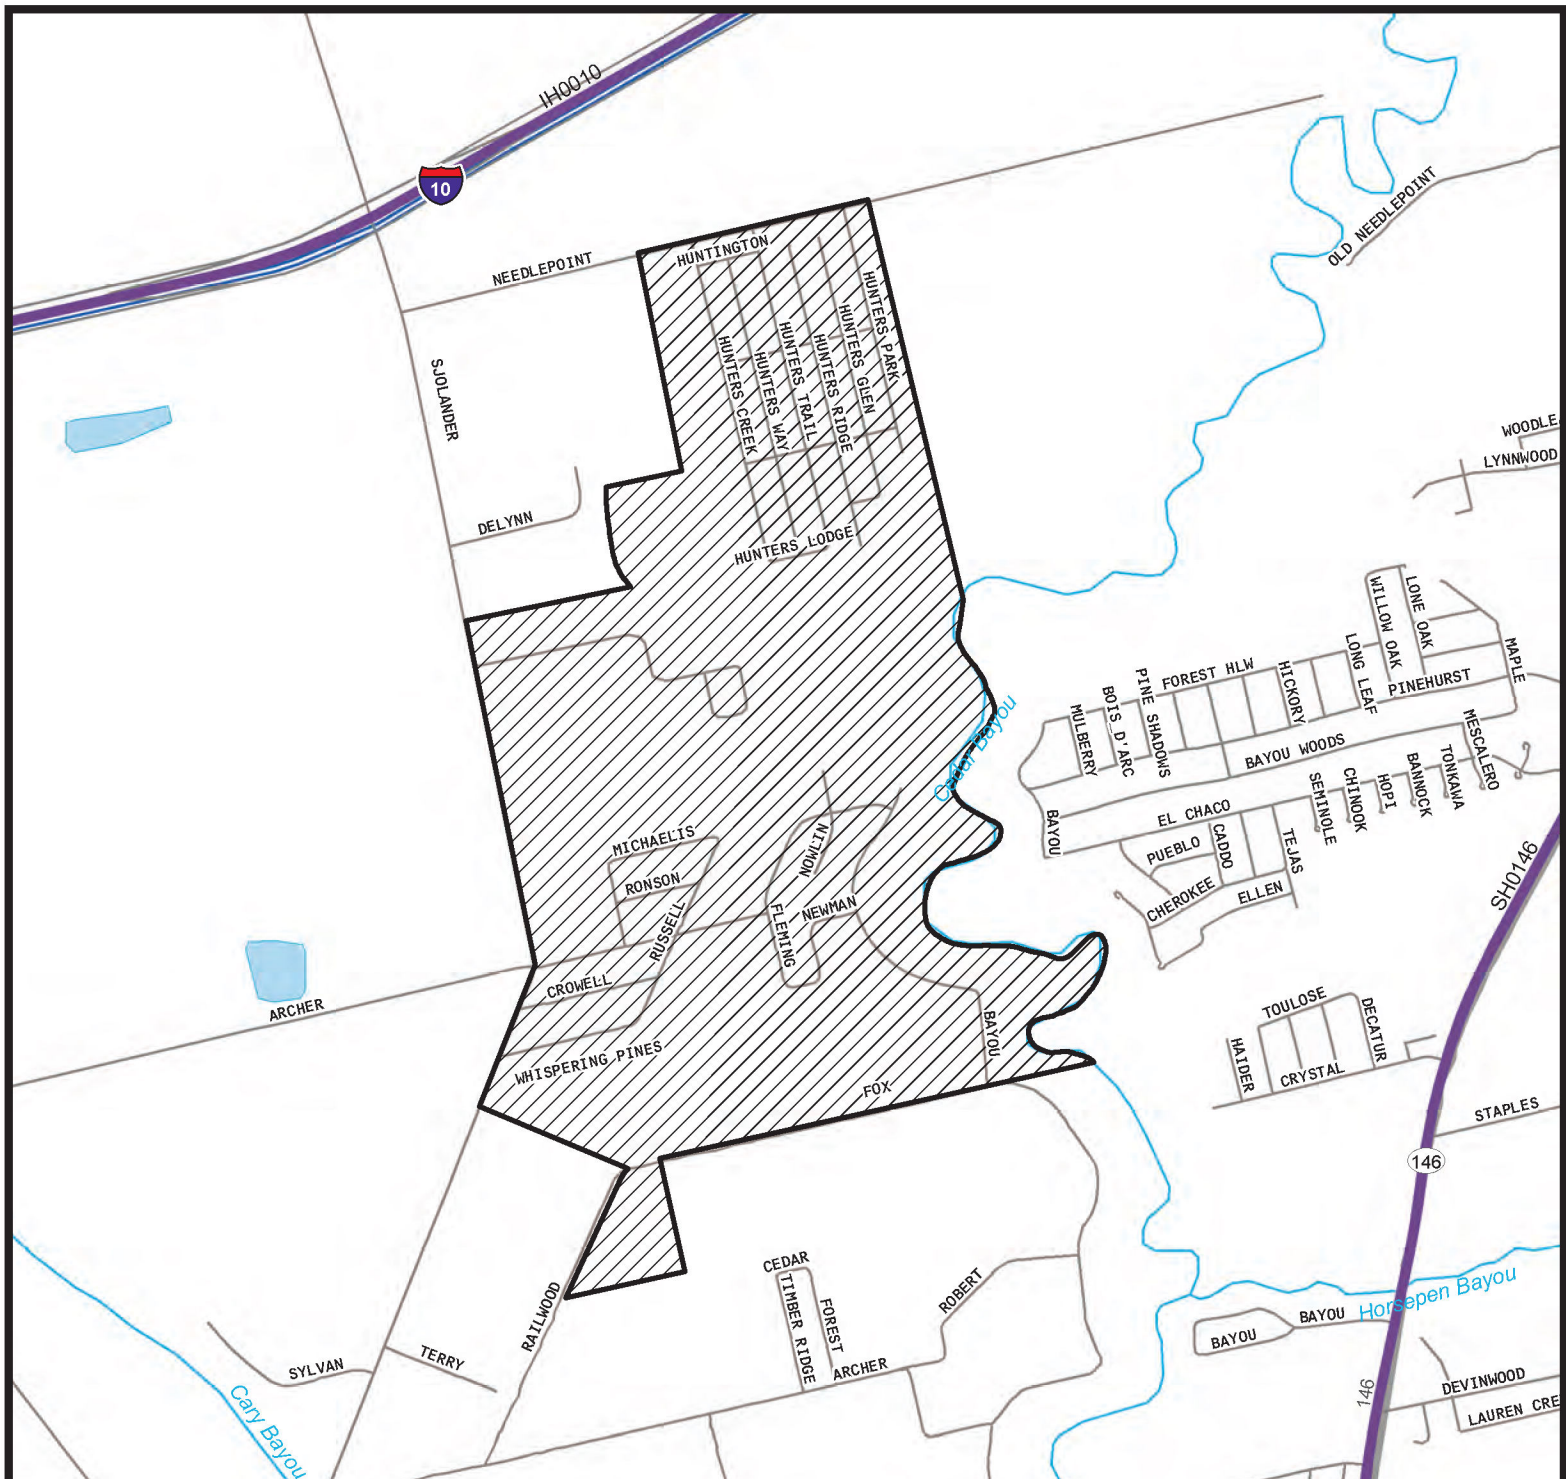 IH0010
10
OLD NEEDLEPOINT
NEEDLEPOINT
HUNTINGTON
HUNTERS PARK
HUNTERS GLEN
HUNTERS TRAIL
HUNTERS RIDGE
HUNTERS CREEK
HUNTERS WAY
SJOLANDER
WOODLE
LYNNWOOD
DELYNN
HUNTERS LODGE
WILLOW OAK
LONE OAK
LONG LEAF
MAPLE
PINE SHADOWS
FOREST HLW
HICKORY
PINEHURST
BOIS D'ARC
MULBERRY
Cedar Bayou
MESCALERO
BAYOU WOODS
TONKAWA
BANNOCK
HOPI
CHINOOK
SEMINOLE
EL CHACO
BAYOU
PUEBLO
CADDO
TEJAS
CHEROKEE
ELLEN
SH0146
MICHAELIS
NOWLIN
RONSON
RUSSELL
FLEMING
NEWMAN
CROWELL
ARCHER
WHISPERING PINES
BAYOU
FOX
TOULOSE
DECATUR
HAIDER
CRYSTAL
STAPLES
146
CEDAR
TIMBER RIDGE
FOREST
ROBERT
RAILWOOD
Horsepen Bayou
BAYOU
BAYOU
TERRY
SYLVAN
ARCHER
Cary Bayou
146
DEVINWOOD
LAUREN CRE